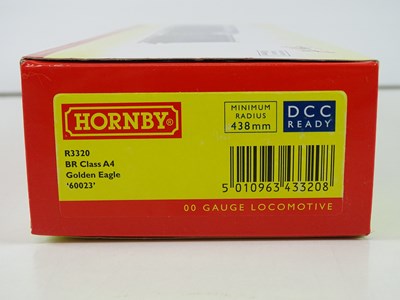 HORNBY®
MINIMUM
RADIUS
438mm
DCC
READY
R3320
BR Class A4
Golden Eagle
'60023'
5 010963 433208
00 GAUGE LOCOMOTIVE